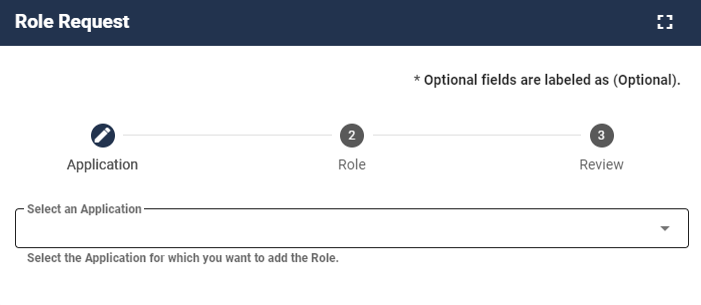 Role Request
* Optional fields are labeled as (Optional).
2
3
Application
Role
Review
Select an Application
Select the Application for which you want to add the Role.